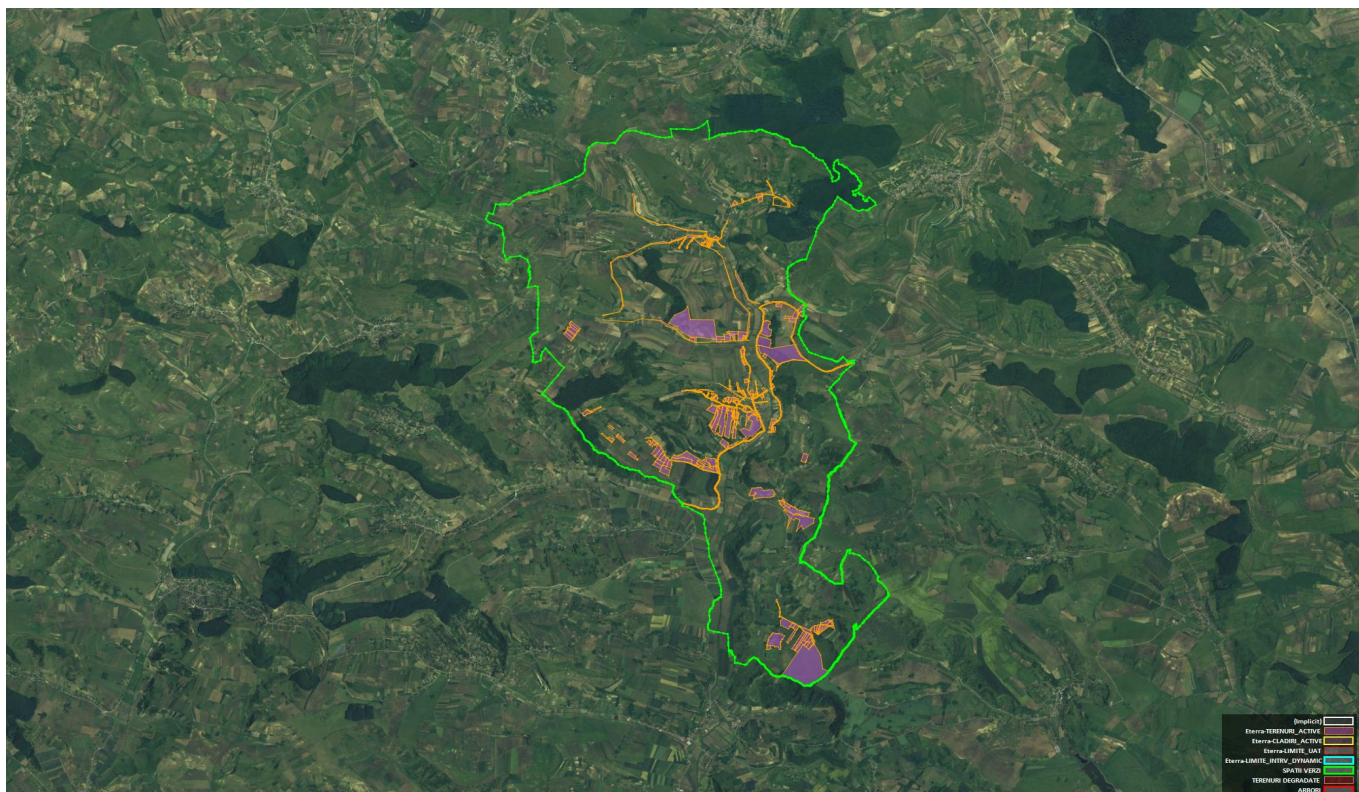 (Implicit)
Eterra-TERENURI_ACTIVE
Eterra-CLADIRI_ACTIVE
Eterra-LIMITE_UAT
Eterra-LIMITE_INTRV_DYNAMIC
SPATII VERZI
TERENURI DEGRADATE
ARBORI